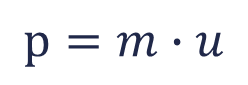 p = m · u